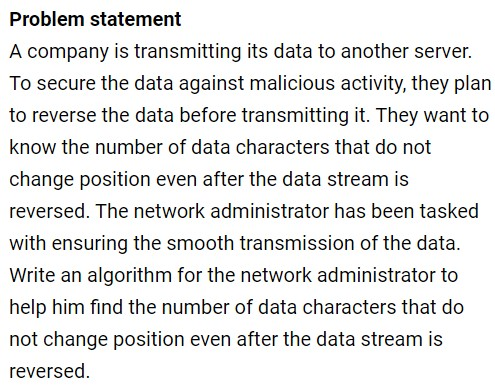 Problem statement
A company is transmitting its data to another server.
To secure the data against malicious activity, they plan
to reverse the data before transmitting it. They want to
know the number of data characters that do not
change position even after the data stream is
reversed. The network administrator has been tasked
with ensuring the smooth transmission of the data.
Write an algorithm for the network administrator to
help him find the number of data characters that do
not change position even after the data stream is
reversed.